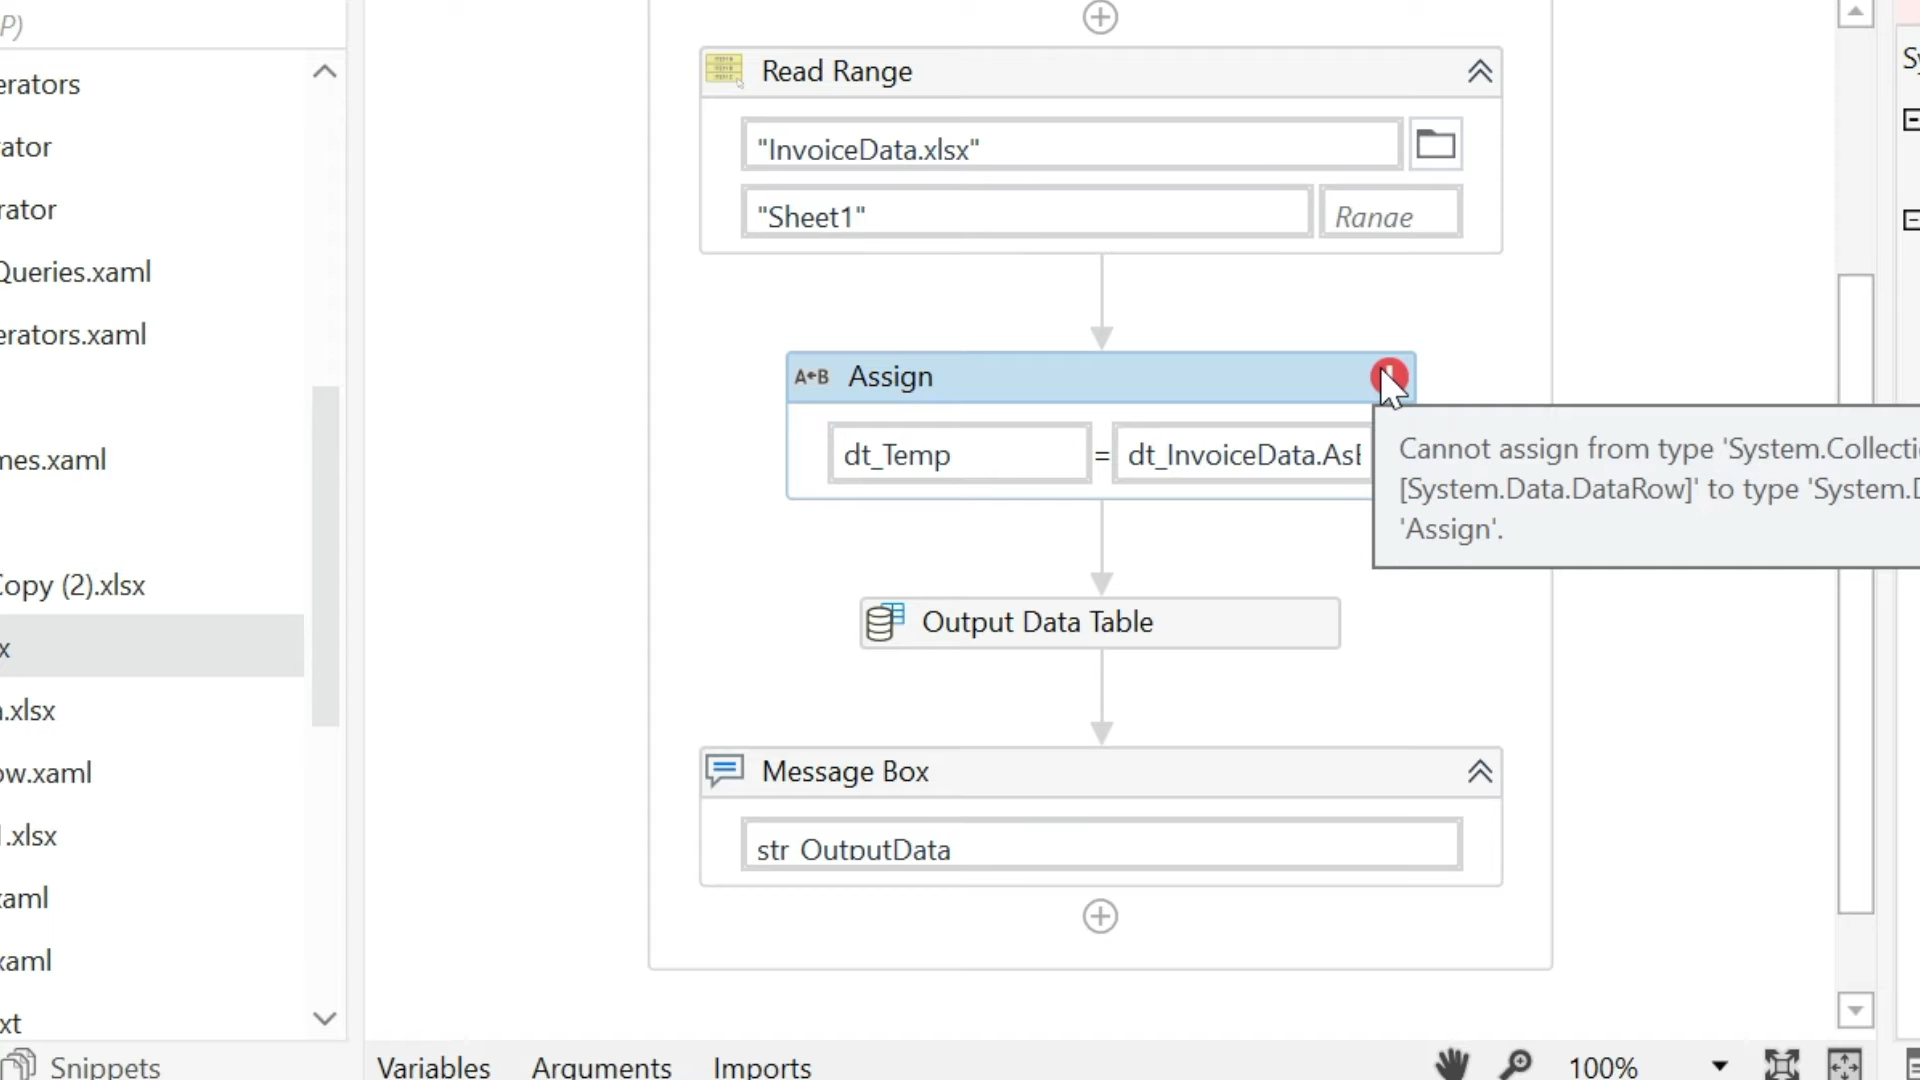 P)
erators
ator
rator
Queries.xaml
erators.xaml
mes.xaml
Copy (2).xlsx
x
.xlsx
ow.xaml
.xlsx
xaml
xaml
xt
Snippets
Read Range
"InvoiceData.xlsx"
"Sheet1"
Range
A←B Assign
dt_Temp = dt_InvoiceData.AsE
Cannot assign from type 'System.Collecti
[System.Data.DataRow]' to type 'System.D
'Assign'.
Output Data Table
Message Box
str_OutputData
Variables Arguments Imports
100%
Sy